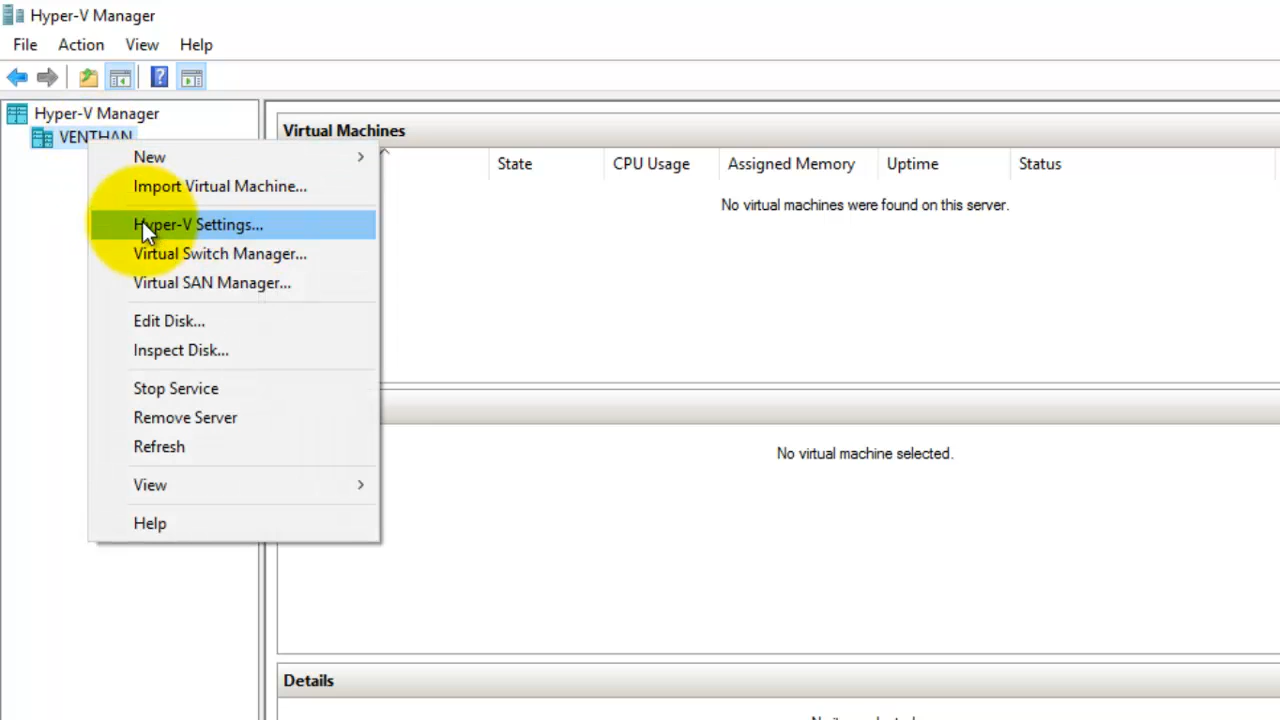 Hyper-V Manager
File Action View Help
Hyper-V Manager
VENTHAN
New
Import Virtual Machine...
Hyper-V Settings...
Virtual Switch Manager...
Virtual SAN Manager...
Edit Disk...
Inspect Disk...
Stop Service
Remove Server
Refresh
View
Help
Virtual Machines
State CPU Usage Assigned Memory Uptime Status
No virtual machines were found on this server.
No virtual machine selected.
Details